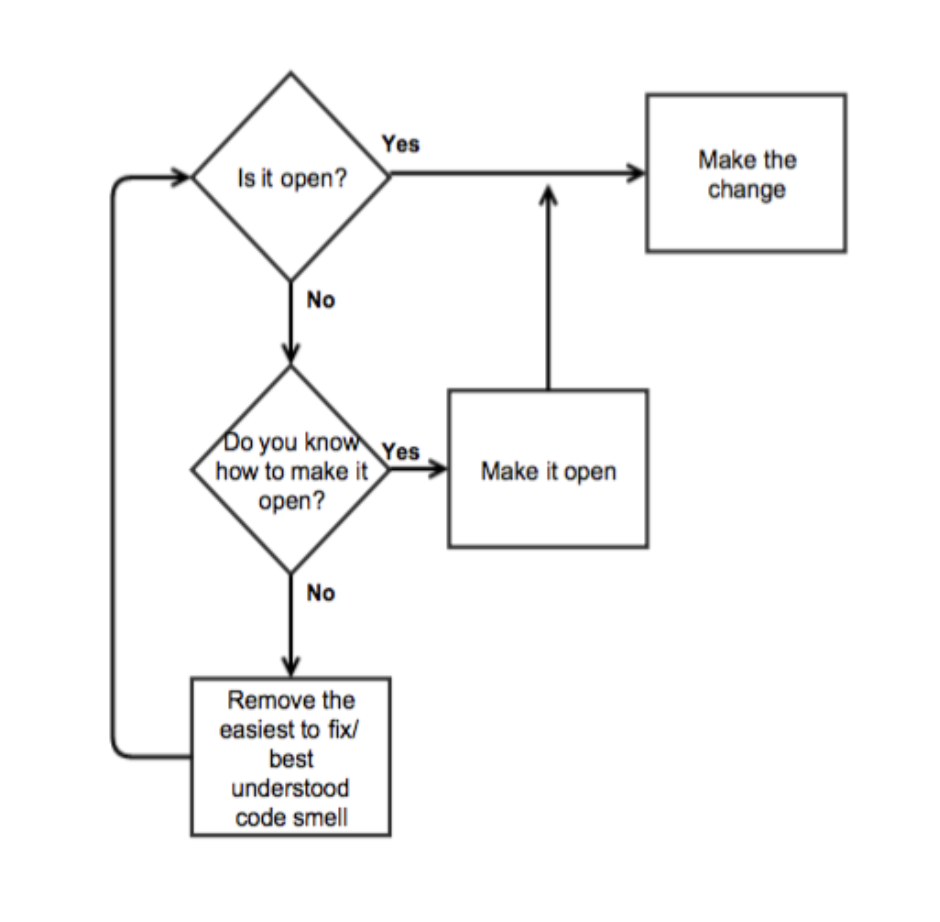 Yes
Is it open?
Make the
change
No
Do you know
how to make it
open?
Yes
Make it open
No
Remove the
easiest to fix/
best
understood
code smell